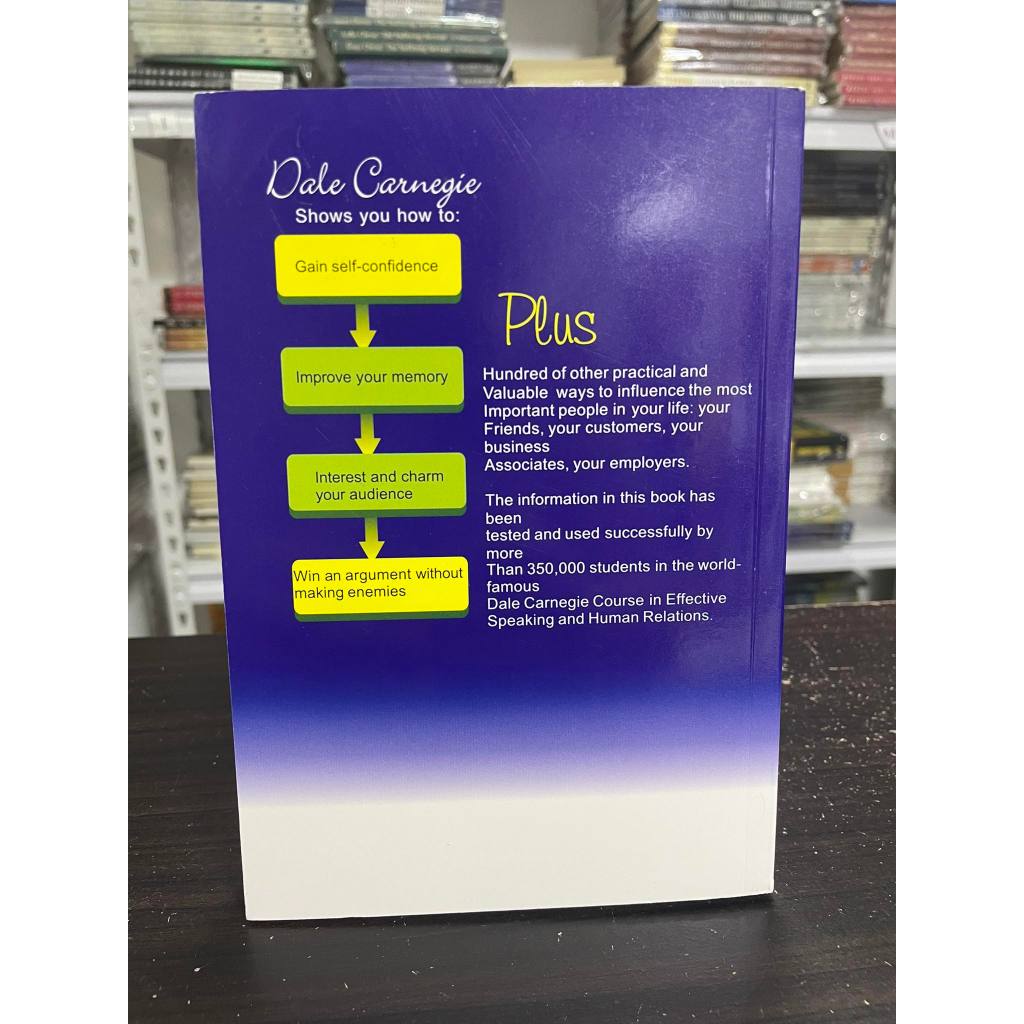 Dale Carnegie
Shows you how to:
Gain self-confidence
Improve your memory
Interest and charm
your audience
Win an argument without
making enemies
Plus
Hundred of other practical and
Valuable ways to influence the most
Important people in your life: your
Friends, your customers, your
business
Associates, your employers.
The information in this book has
been
tested and used successfully by
more
Than 350,000 students in the world-
famous
Dale Carnegie Course in Effective
Speaking and Human Relations.